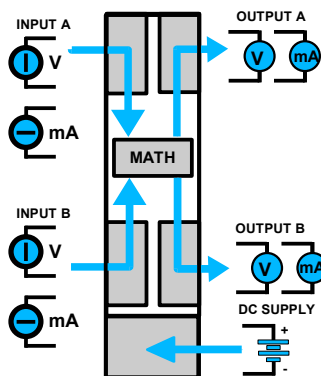 INPUT A
V
mA
OUTPUT A
V
mA
MATH
INPUT B
V
mA
OUTPUT B
V
mA
DC SUPPLY
+
-